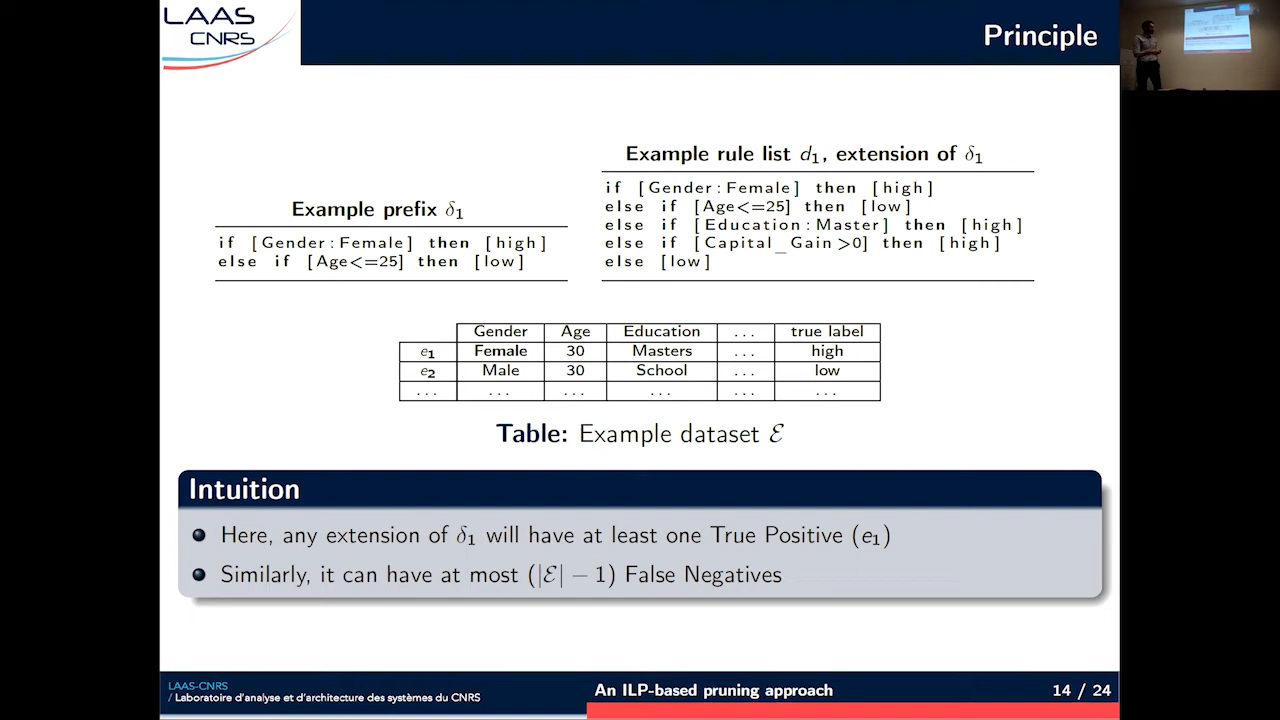 LAAS
CNRS
Principle
Example prefix δ1
if [Gender:Female] then [high]
else if [Age<=25] then [low]
Example rule list d1, extension of δ1
if [Gender:Female] then [high]
else if [Age<=25] then [low]
else if [Education:Master] then [high]
else if [Capital_Gain>0] then [high]
else [low]
Gender Age Education ... true label
e1 Female 30 Masters ... high
e2 Male 30 School ... low
... ... ... ... ... ...
Table: Example dataset ℰ
Intuition
Here, any extension of δ1 will have at least one True Positive (e1)
Similarly, it can have at most (|ℰ| − 1) False Negatives
LAAS-CNRS
/ Laboratoire d'analyse et d'architecture des systèmes du CNRS
An ILP-based pruning approach
14 / 24